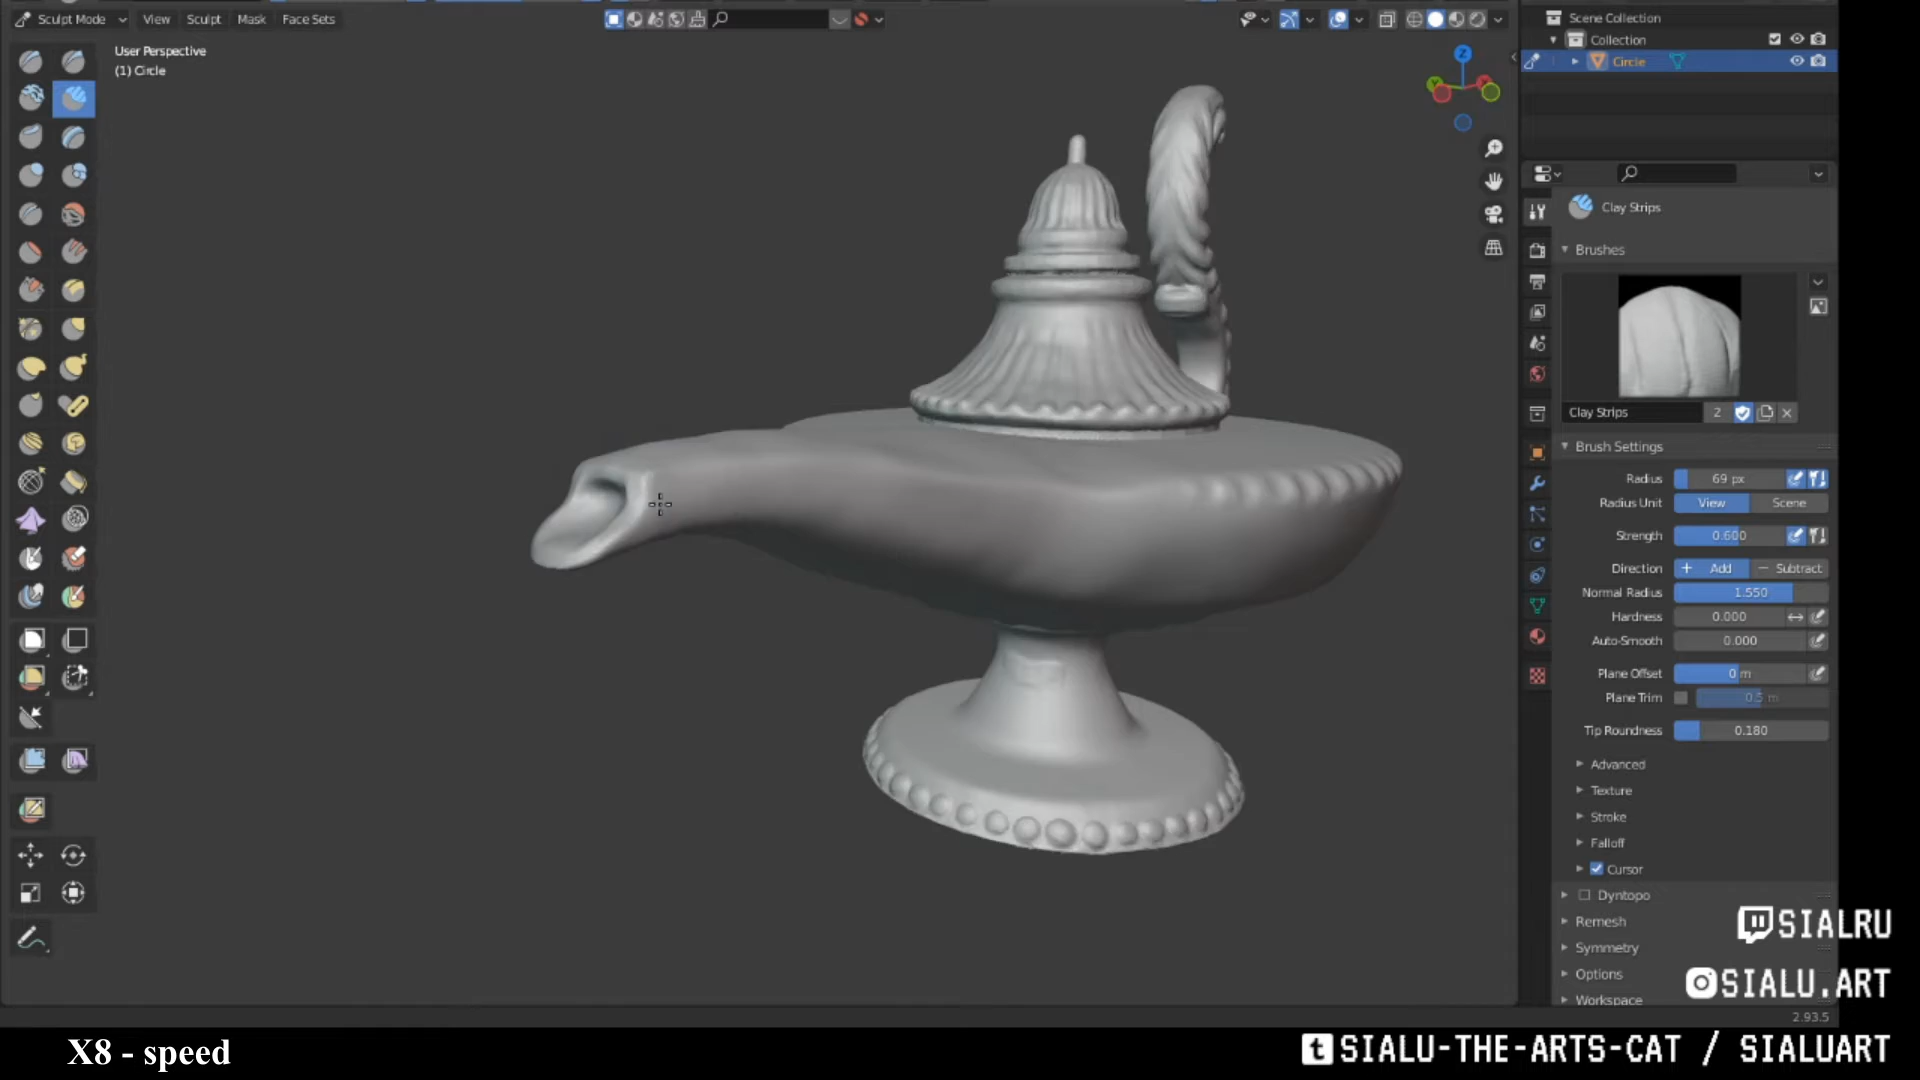 Sculpt Mode View Sculpt Mask Face Sets
User Perspective
(1) Circle
Scene Collection
Collection
Circle
Clay Strips
Brushes
Clay Strips 2
Brush Settings
Radius 69 px
Radius Unit View Scene
Strength 0.600
Direction + Add − Subtract
Normal Radius 1.550
Hardness 0.000
Auto-Smooth 0.000
Plane Offset 0 m
Plane Trim 0.5 m
Tip Roundness 0.180
Advanced
Texture
Stroke
Falloff
Cursor
Dyntopo
Remesh
Symmetry
Options
Workspace
2.93.5
SIALRU
SIALU.ART
SIALU-THE-ARTS-CAT / SIALUART
X8 - speed